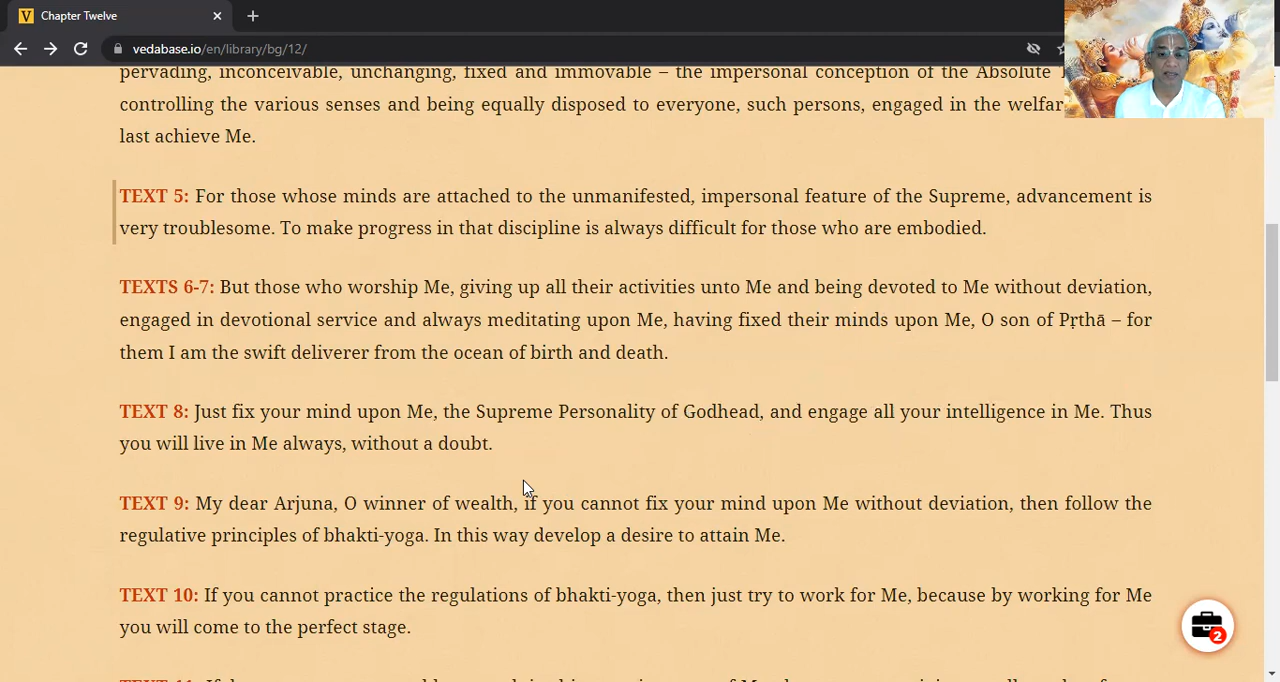 Chapter Twelve
vedabase.io/en/library/bg/12/
pervading, inconceivable, unchanging, fixed and immovable – the impersonal conception of the Absolute
controlling the various senses and being equally disposed to everyone, such persons, engaged in the welfar
last achieve Me.
TEXT 5: For those whose minds are attached to the unmanifested, impersonal feature of the Supreme, advancement is
very troublesome. To make progress in that discipline is always difficult for those who are embodied.
TEXTS 6-7: But those who worship Me, giving up all their activities unto Me and being devoted to Me without deviation,
engaged in devotional service and always meditating upon Me, having fixed their minds upon Me, O son of Pṛthā – for
them I am the swift deliverer from the ocean of birth and death.
TEXT 8: Just fix your mind upon Me, the Supreme Personality of Godhead, and engage all your intelligence in Me. Thus
you will live in Me always, without a doubt.
TEXT 9: My dear Arjuna, O winner of wealth, if you cannot fix your mind upon Me without deviation, then follow the
regulative principles of bhakti-yoga. In this way develop a desire to attain Me.
TEXT 10: If you cannot practice the regulations of bhakti-yoga, then just try to work for Me, because by working for Me
you will come to the perfect stage.
2